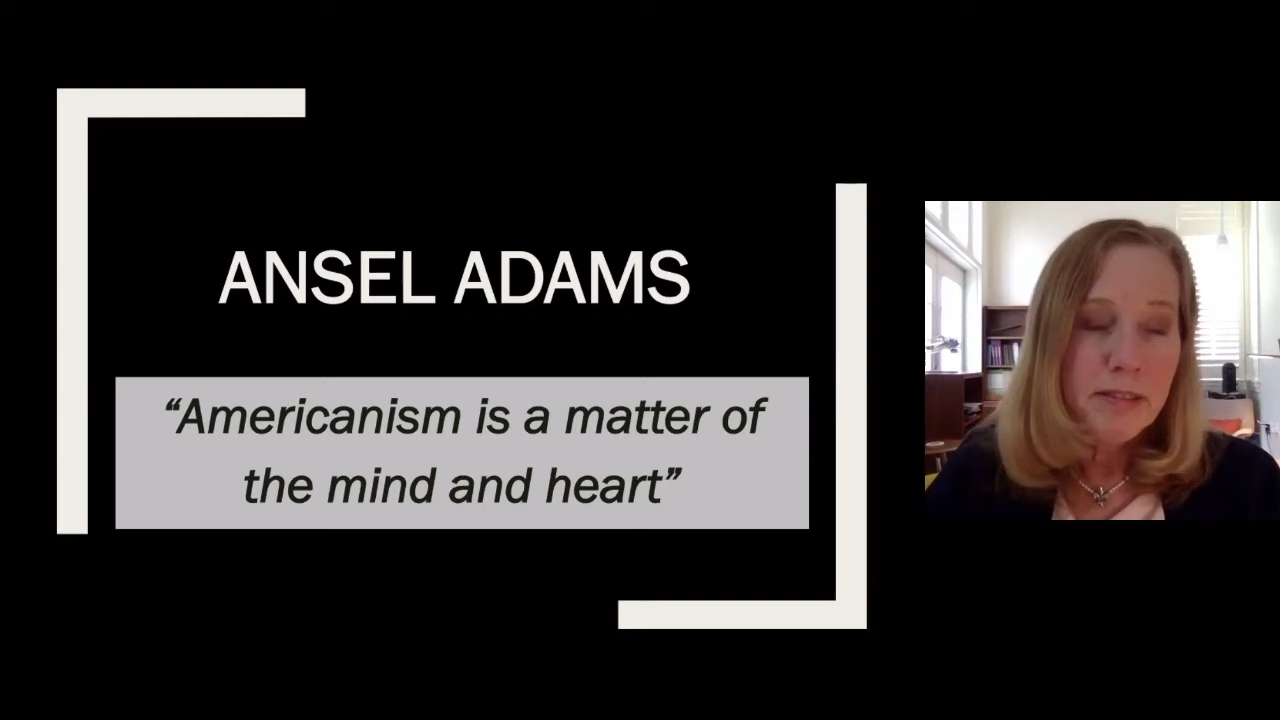 ANSEL ADAMS
“Americanism is a matter of
the mind and heart”